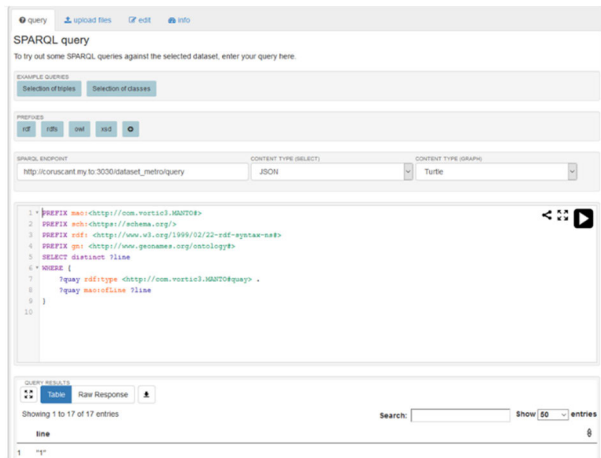 query upload files edit info
SPARQL query
To try out some SPARQL queries against the selected dataset, enter your query here.
EXAMPLE QUERIES
Selection of triples Selection of classes
PREFIXES
rdf rdfs owl xsd
SPARQL ENDPOINT CONTENT TYPE (SELECT) CONTENT TYPE (GRAPH)
http://coruscant.my.to:3030/dataset_metro/query JSON Turtle
1 PREFIX mao:<http://com.vortic3.MANTO#>
2 PREFIX sch:<https://schema.org/>
3 PREFIX rdf: <http://www.w3.org/1999/02/22-rdf-syntax-ns#>
4 PREFIX gn: <http://www.geonames.org/ontology#>
5 SELECT distinct ?line
6 WHERE {
7 ?quay rdf:type <http://com.vortic3.MANTO#quay> .
8 ?quay mao:ofLine ?line
9 }
10
QUERY RESULTS
Table Raw Response
Showing 1 to 17 of 17 entries Search: Show 50 entries
line
1 "1"